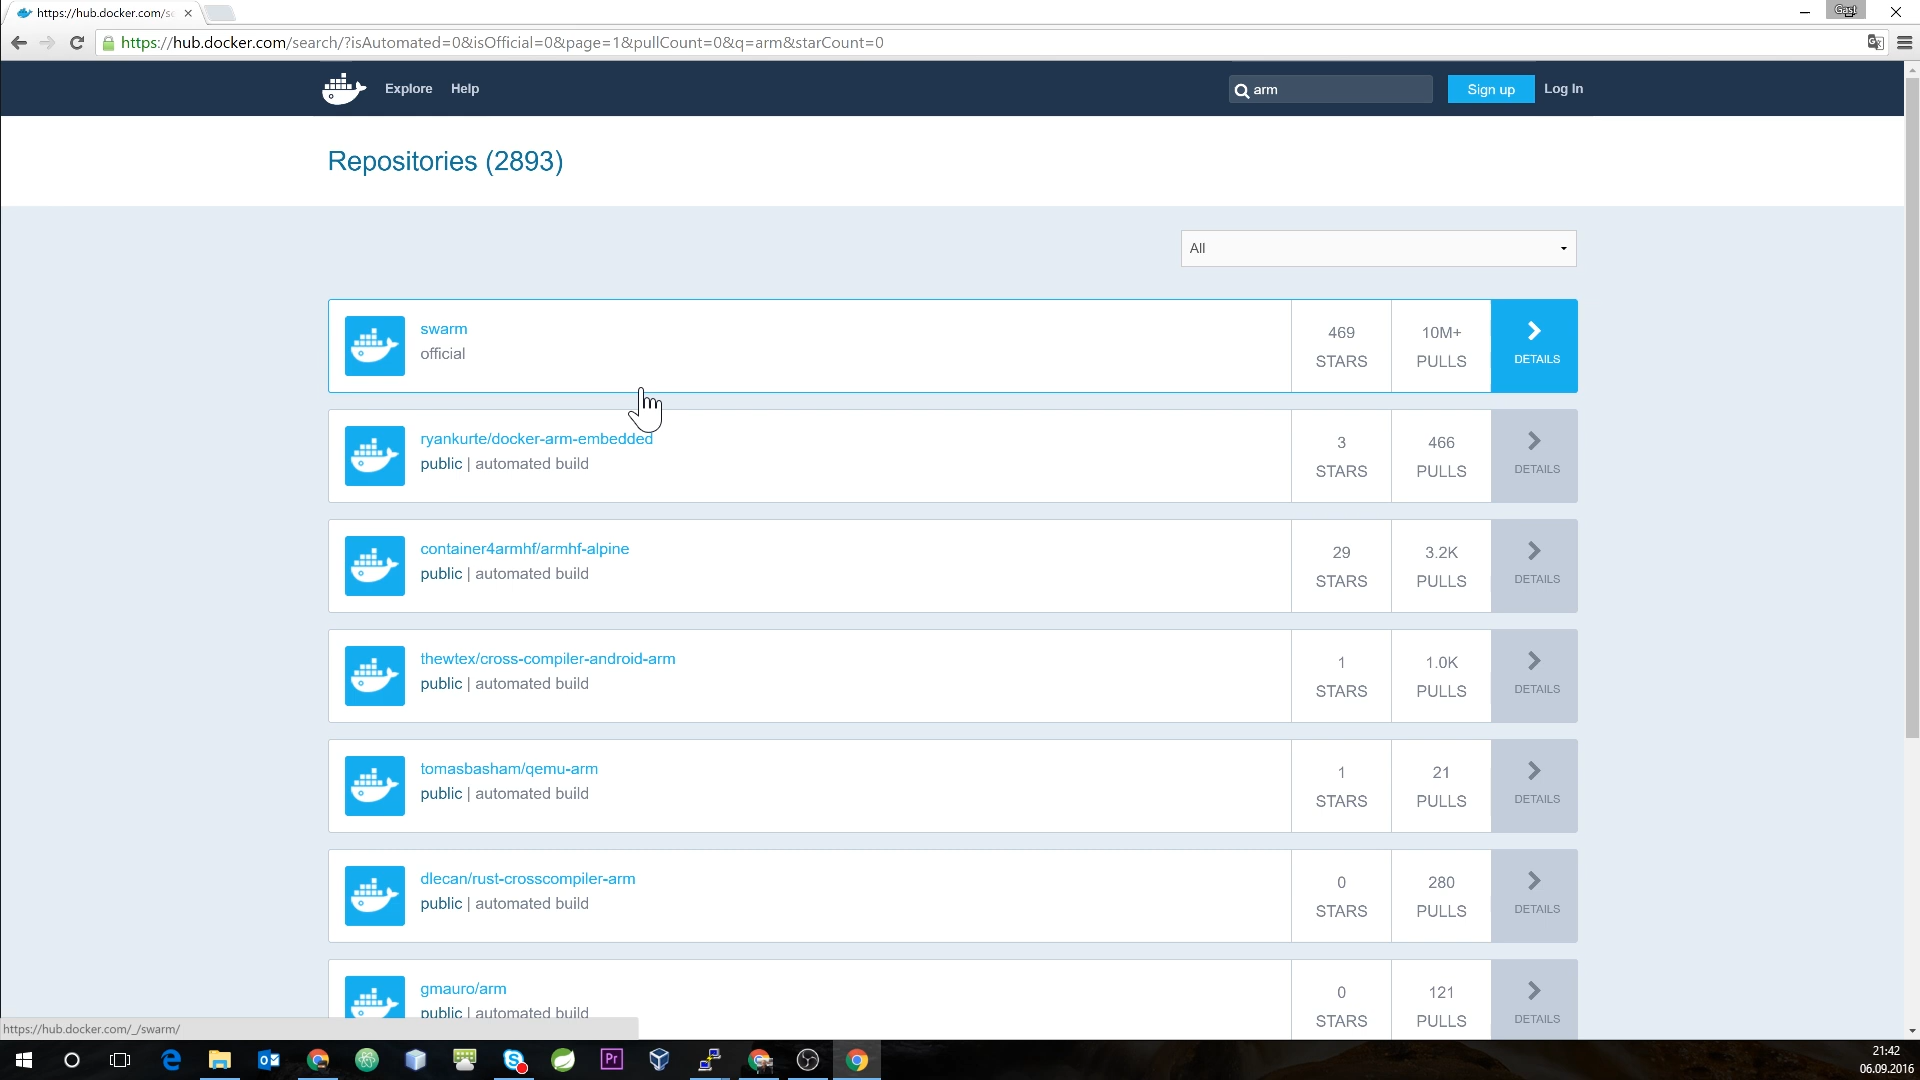 https://hub.docker.com/s
Gast
https://hub.docker.com/search/?isAutomated=0&isOfficial=0&page=1&pullCount=0&q=arm&starCount=0
Explore
Help
arm
Sign up
Log In
Repositories (2893)
All
swarm
official
469
STARS
10M+
PULLS
DETAILS
ryankurte/docker-arm-embedded
public | automated build
3
STARS
466
PULLS
DETAILS
container4armhf/armhf-alpine
public | automated build
29
STARS
3.2K
PULLS
DETAILS
thewtex/cross-compiler-android-arm
public | automated build
1
STARS
1.0K
PULLS
DETAILS
tomasbasham/qemu-arm
public | automated build
1
STARS
21
PULLS
DETAILS
dlecan/rust-crosscompiler-arm
public | automated build
0
STARS
280
PULLS
DETAILS
gmauro/arm
public | automated build
0
STARS
121
PULLS
DETAILS
https://hub.docker.com/_/swarm/
Pr
21:42
06.09.2016